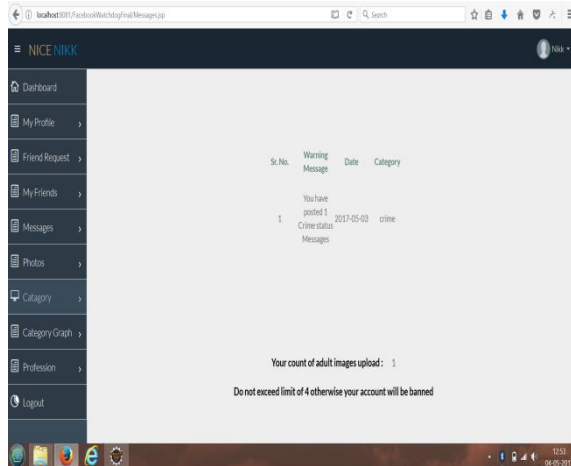 localhost:8081/FacebookWatchdogFinal/Messages.jsp
Search
NICE NIKK
Nikk
Dashboard
My Profile
Friend Request
My Friends
Messages
Photos
Catagory
Category Graph
Profession
Logout
Sr. No. Warning Message Date Category
1 You have posted 1 Crime status Messages 2017-05-03 crime
Your count of adult images upload : 1
Do not exceed limit of 4 otherwise your account will be banned
12:53